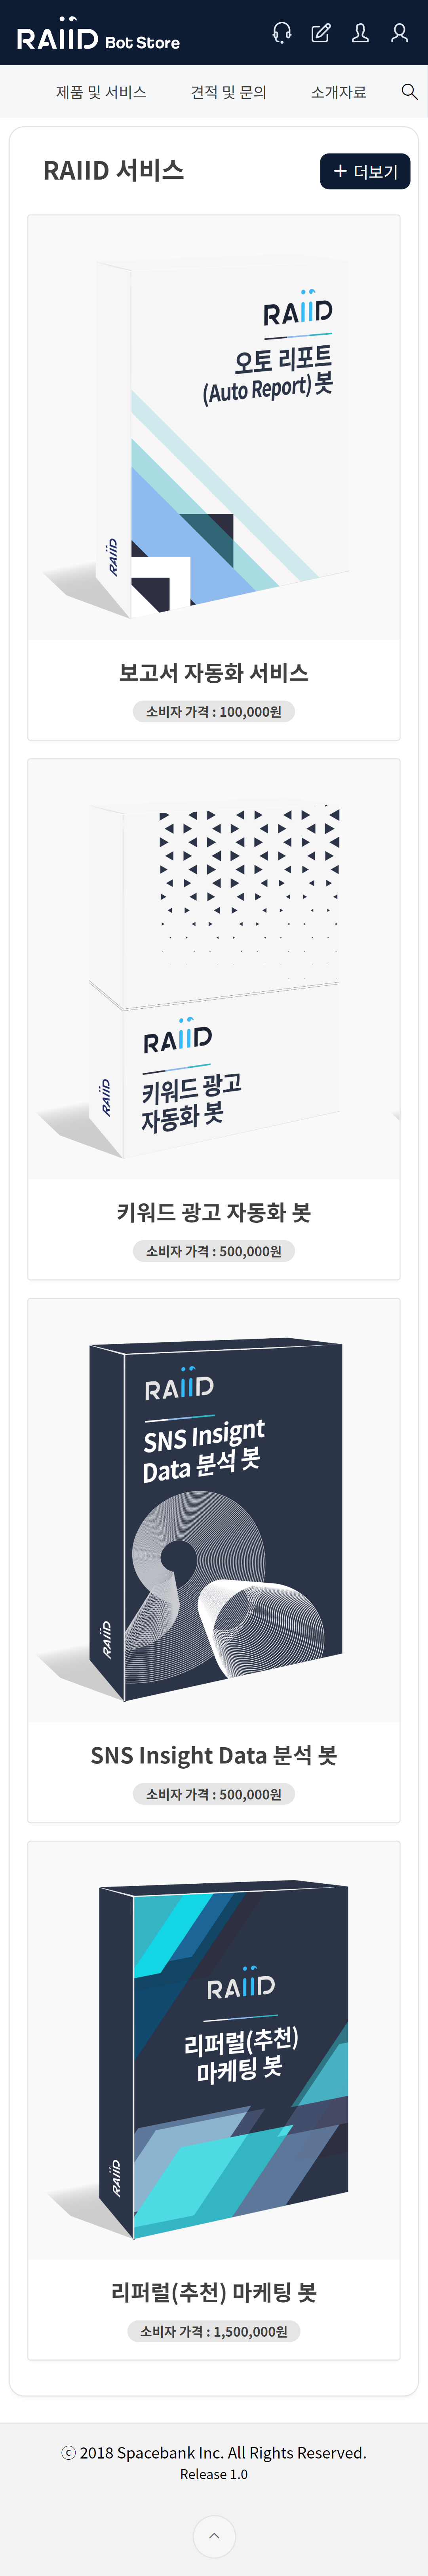 RAIID Bot Store
제품 및 서비스 견적 및 문의 소개자료
RAIID 서비스
+ 더보기
RAIID
오토 리포트
(Auto Report) 봇
RAIID
보고서 자동화 서비스
소비자 가격 : 100,000원
RAIID
키워드 광고
자동화 봇
RAIID
키워드 광고 자동화 봇
소비자 가격 : 500,000원
RAIID
SNS Insignt
Data 분석 봇
RAIID
SNS Insight Data 분석 봇
소비자 가격 : 500,000원
RAIID
리퍼럴(추천)
마케팅 봇
RAIID
리퍼럴(추천) 마케팅 봇
소비자 가격 : 1,500,000원
ⓒ 2018 Spacebank Inc. All Rights Reserved.
Release 1.0